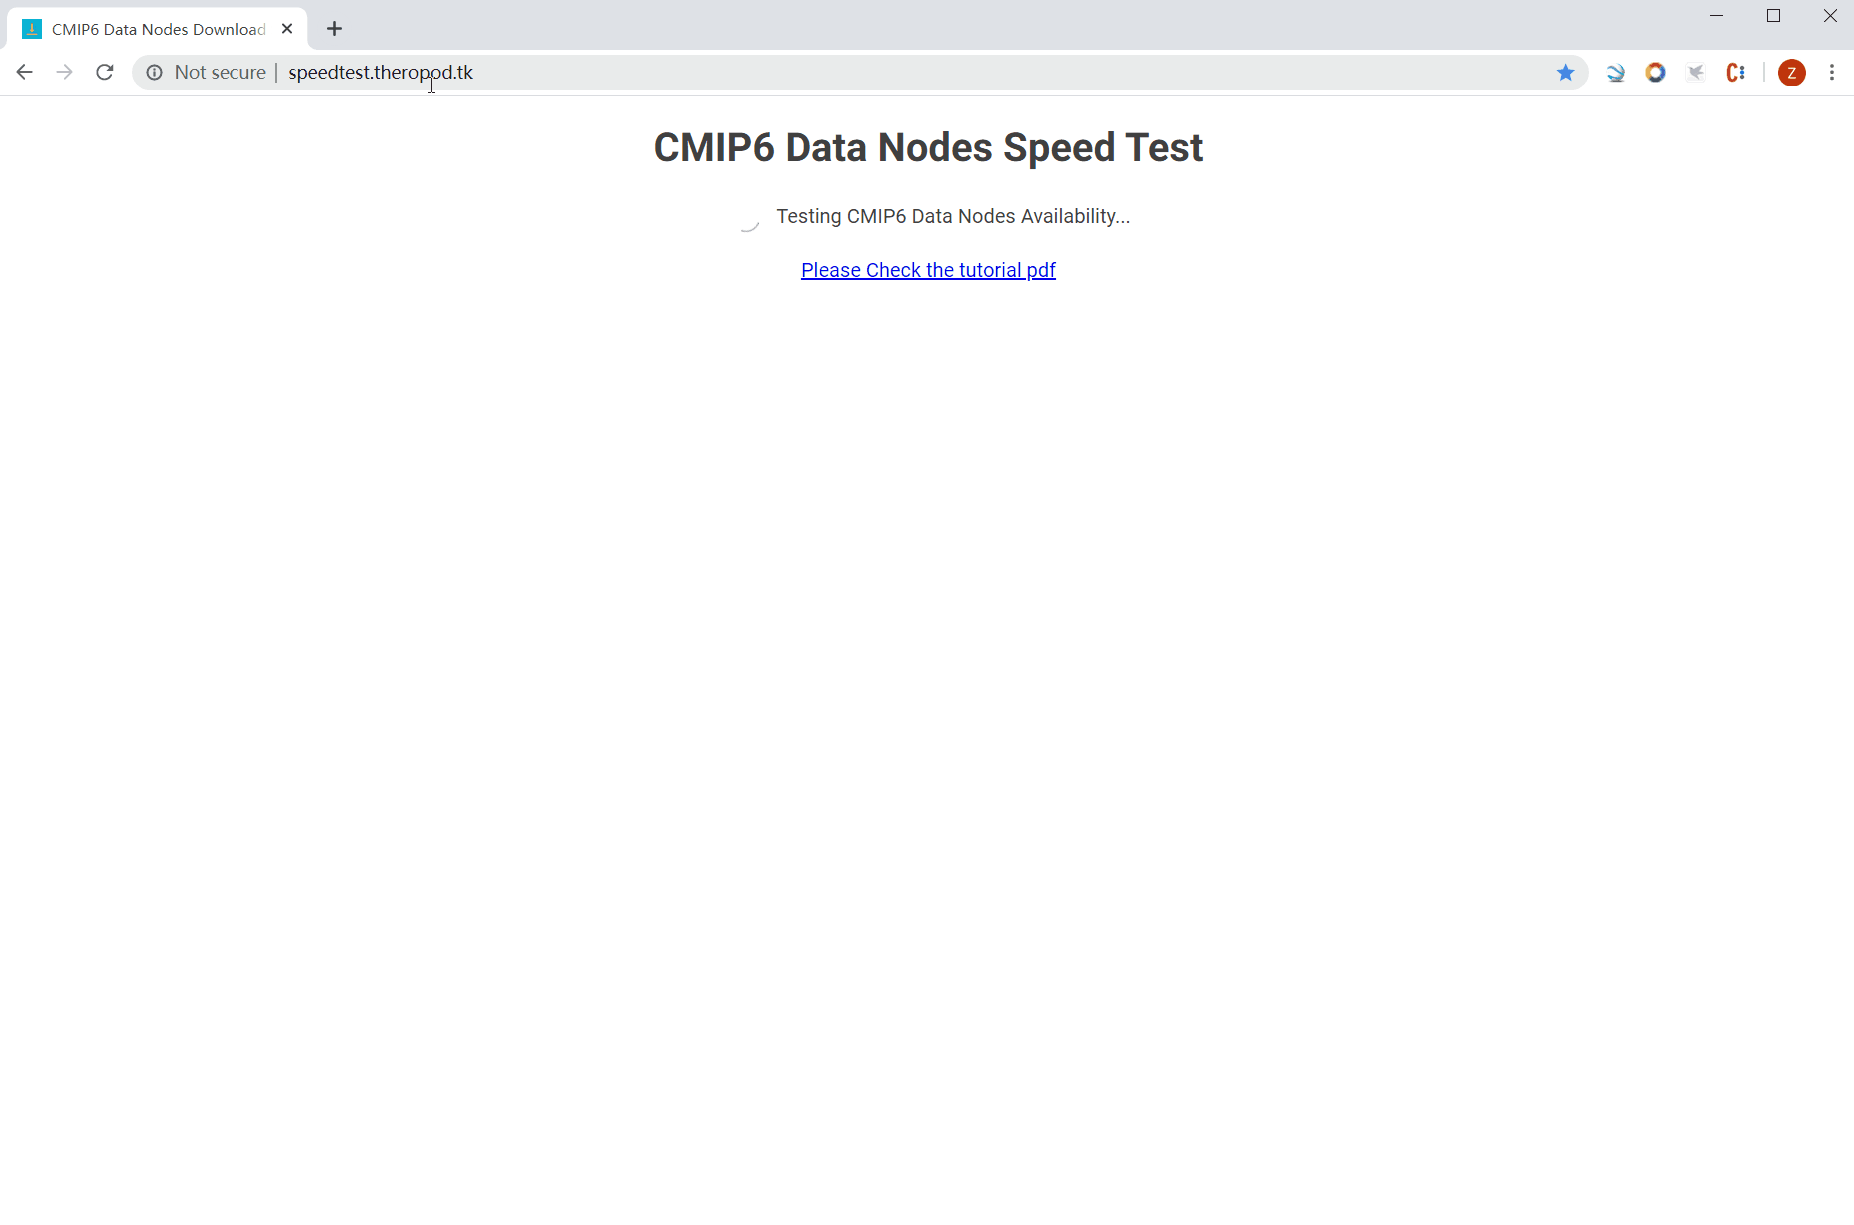 CMIP6 Data Nodes Download
Not secure | speedtest.theropod.tk
Z
CMIP6 Data Nodes Speed Test
Testing CMIP6 Data Nodes Availability...
Please Check the tutorial pdf